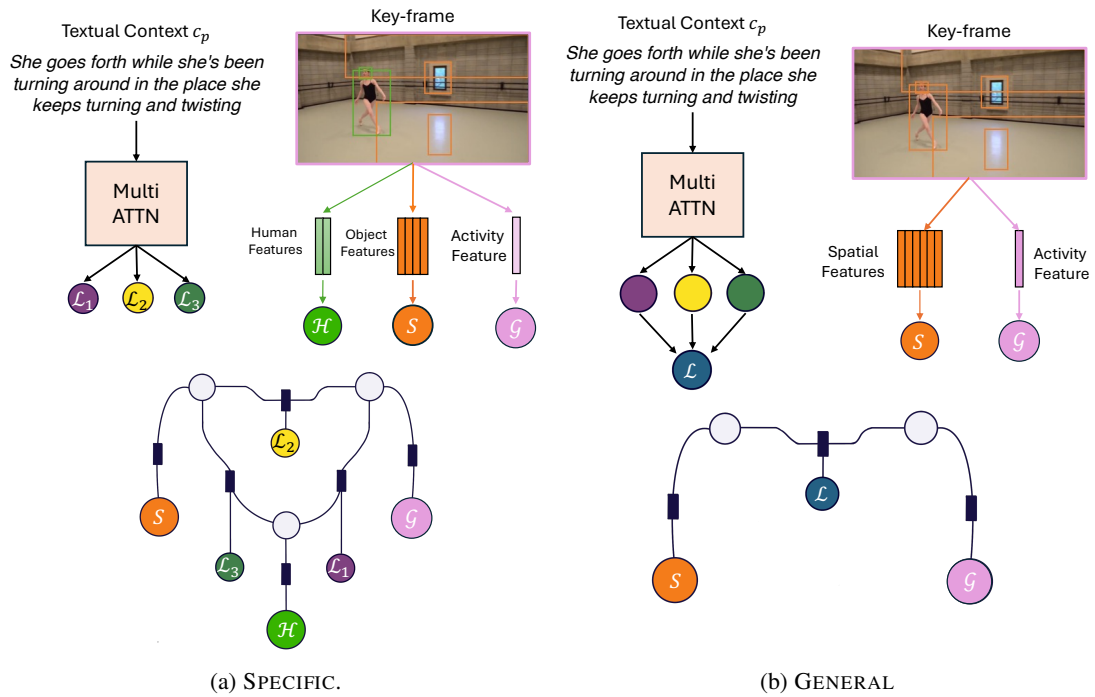 Textual Context c_p
She goes forth while she's been
turning around in the place she
keeps turning and twisting
Multi
ATTN
ℒ₁
ℒ₂
ℒ₃
Key-frame
Human
Features
Object
Features
Activity
Feature
ℋ
S
𝒢
ℒ₂
S
𝒢
ℒ₃
ℒ₁
ℋ
(a) SPECIFIC.
Textual Context c_p
She goes forth while she's been
turning around in the place she
keeps turning and twisting
Multi
ATTN
ℒ
Key-frame
Spatial
Features
Activity
Feature
S
𝒢
ℒ
S
𝒢
(b) GENERAL